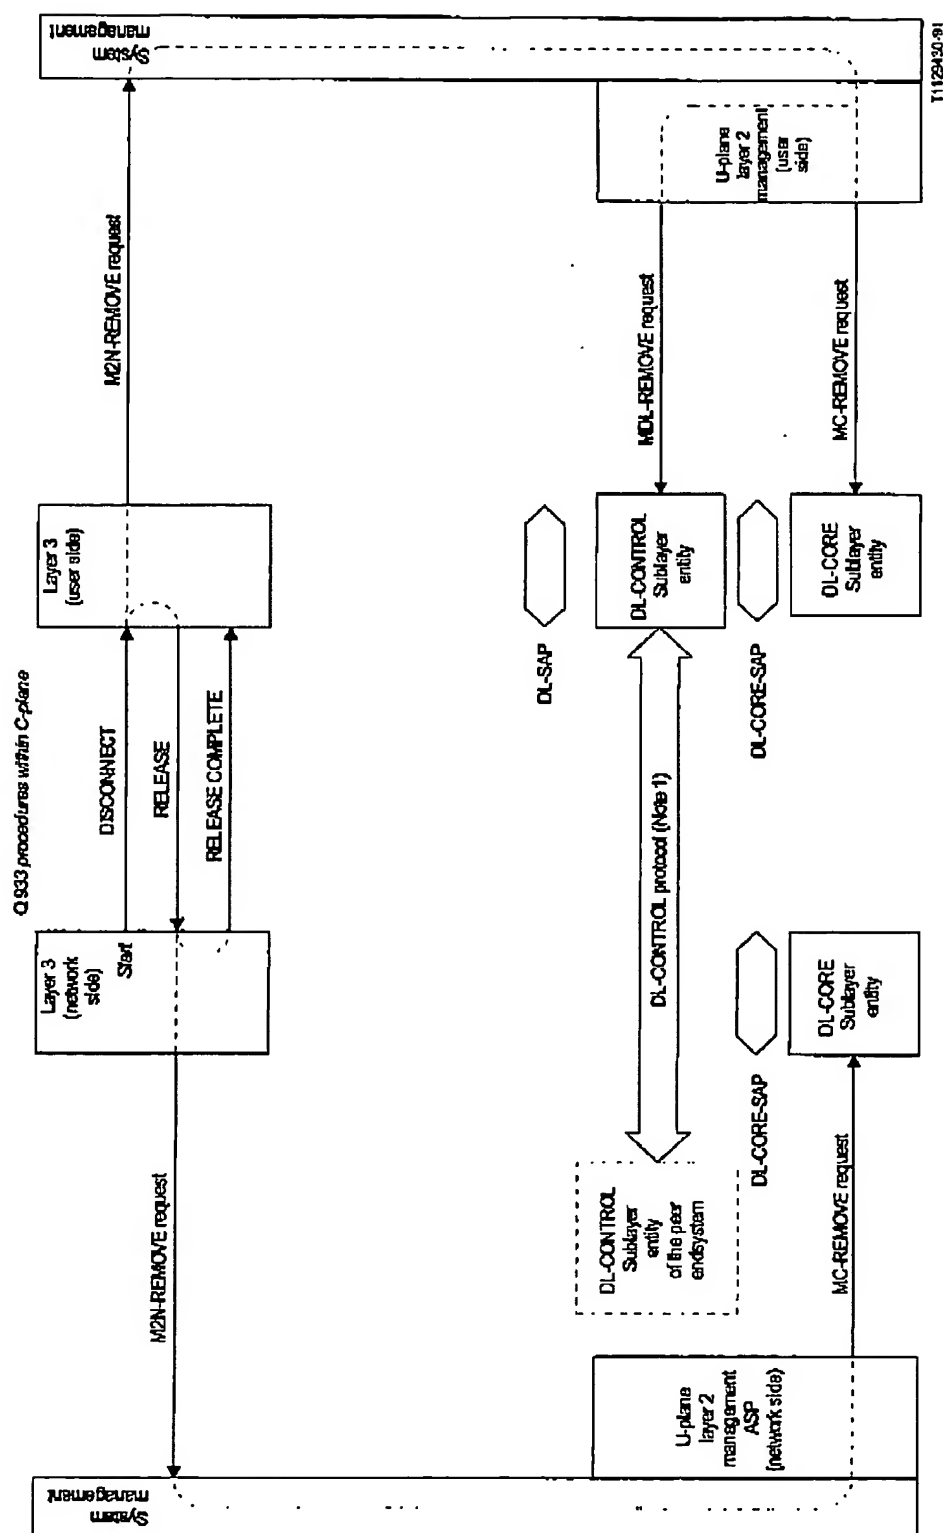 Q.933 procedures within C-plane
System
management
M2N-REMOVE request
Layer 3
(network
side)
Start
DISCONNECT
RELEASE
RELEASE COMPLETE
Layer 3
(user side)
M2N-REMOVE request
System
management
DL-SAP
DL-CONTROL
Sublayer
entity
of the peer
endsystem
DL-CONTROL protocol (Note 1)
DL-CONTROL
Sublayer
entity
MDL-REMOVE request
U-plane
layer 2
management
(user
side)
U-plane
layer 2
management
ASP
(network side)
MC-REMOVE request
DL-CORE-SAP
DL-CORE
Sublayer
entity
DL-CORE-SAP
DL-CORE
Sublayer
entity
MC-REMOVE request
T1129430-91